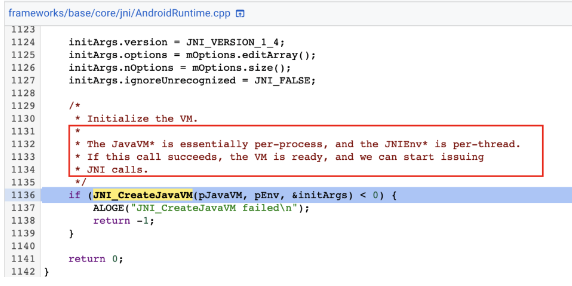 frameworks/base/core/jni/AndroidRuntime.cpp
1123
1124 initArgs.version = JNI_VERSION_1_4;
1125 initArgs.options = mOptions.editArray();
1126 initArgs.nOptions = mOptions.size();
1127 initArgs.ignoreUnrecognized = JNI_FALSE;
1128
1129 /*
1130 * Initialize the VM.
1131 *
1132 * The JavaVM* is essentially per-process, and the JNIEnv* is per-thread.
1133 * If this call succeeds, the VM is ready, and we can start issuing
1134 * JNI calls.
1135 */
1136 if (JNI_CreateJavaVM(pJavaVM, pEnv, &initArgs) < 0) {
1137 ALOGE("JNI_CreateJavaVM failed\n");
1138 return -1;
1139 }
1140
1141 return 0;
1142 }